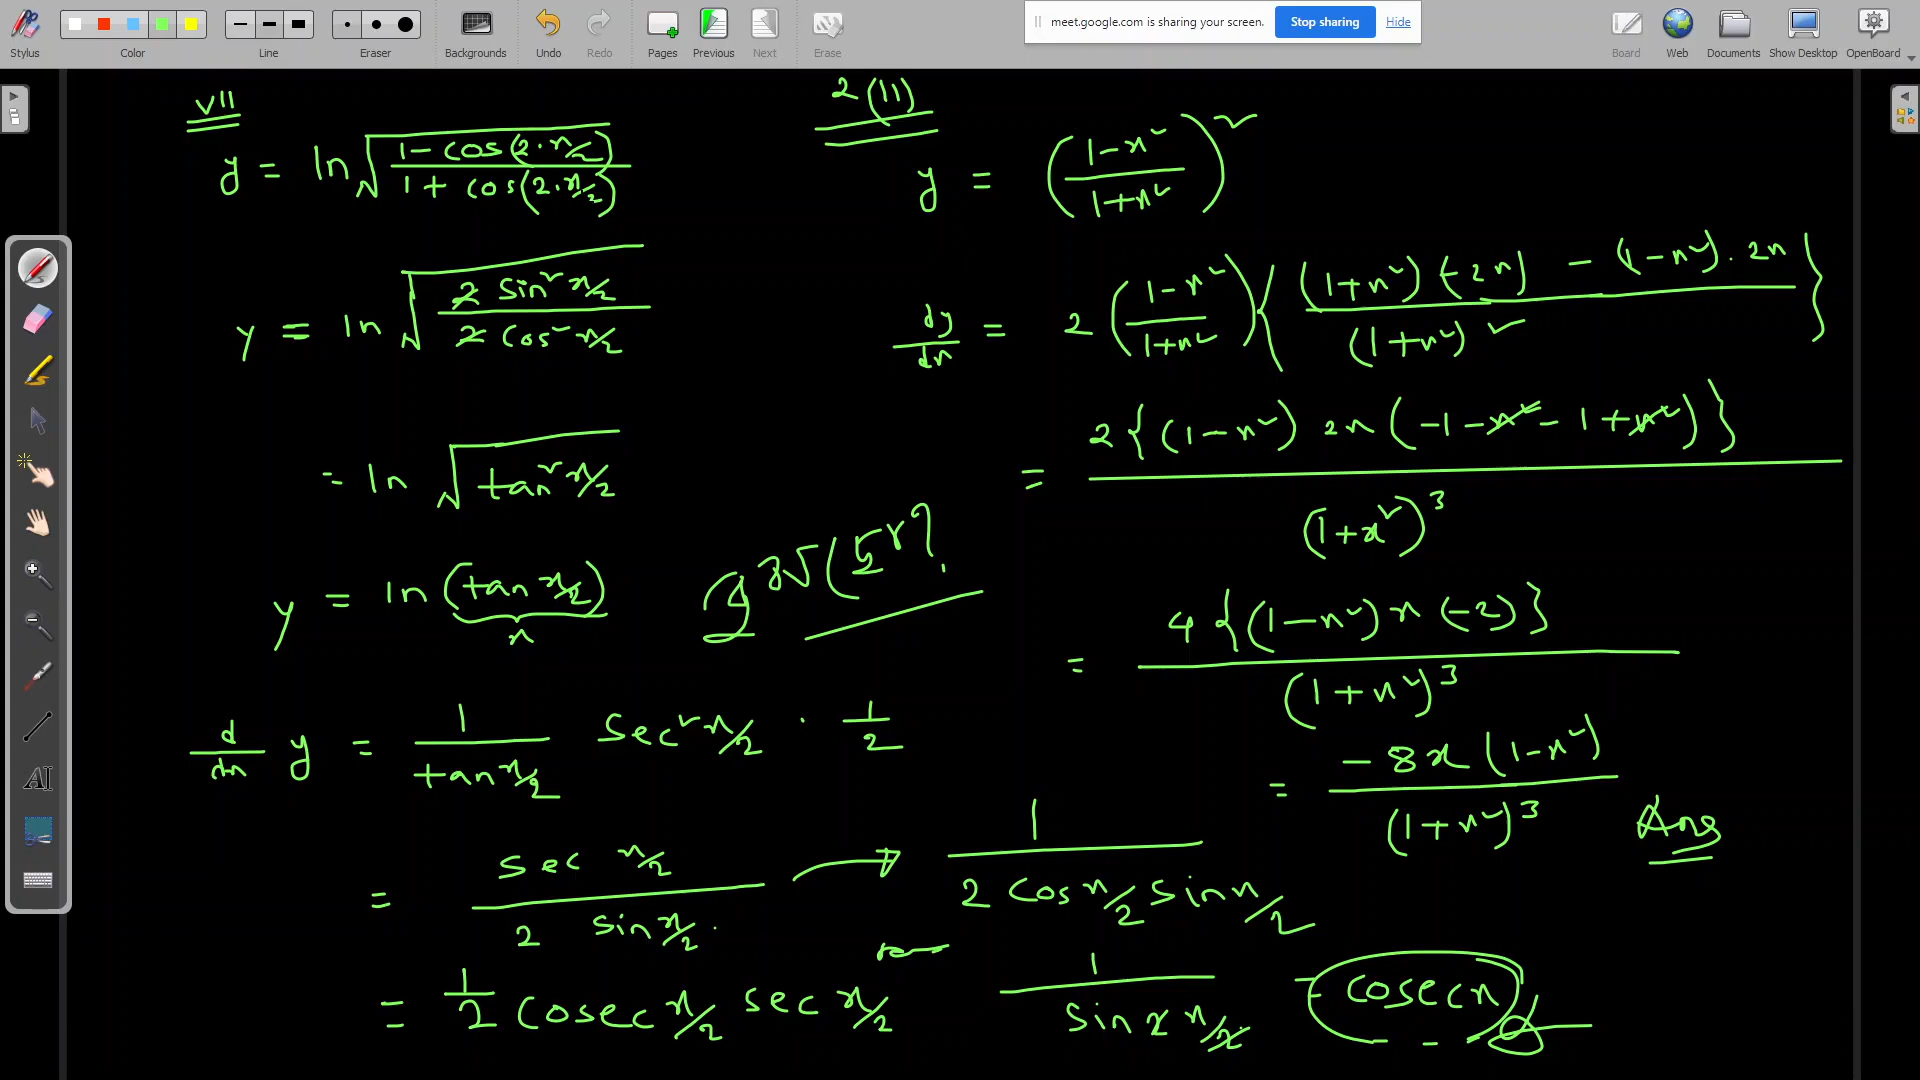 meet.google.com is sharing your screen. Stop sharing Hide
Stylus Color Line Eraser Backgrounds Undo Redo Pages Previous Next Erase Board Web Documents Show Desktop OpenBoard
VII
y = ln √((1 - cos(2·x/2)) / (1 + cos(2·x/2)))
y = ln √((2 sin² x/2) / (2 cos² x/2))
= ln √(tan² x/2)
y = ln (tan x/2)
x
d/dx y = 1/(tan x/2) sec² x/2 · 1/2
= (sec x/2) / (2 sin x/2) → 1 / (2 cos x/2 sin x/2)
= 1/2 cosec x/2 sec x/2
1 / (sin 2 x/2) = cosec x
2(11)
y = ((1-x²)/(1+x²))²
dy/dx = 2 ((1-x²)/(1+x²)) { ((1+x²)(-2x) - (1-x²)·2x) / (1+x²)² }
= 2{(1-x²) 2x (-1-x²-1+x²)} / (1+x²)³
= 4{(1-x²) x (-2)} / (1+x²)³
= -8x(1-x²) / (1+x²)³ Ans